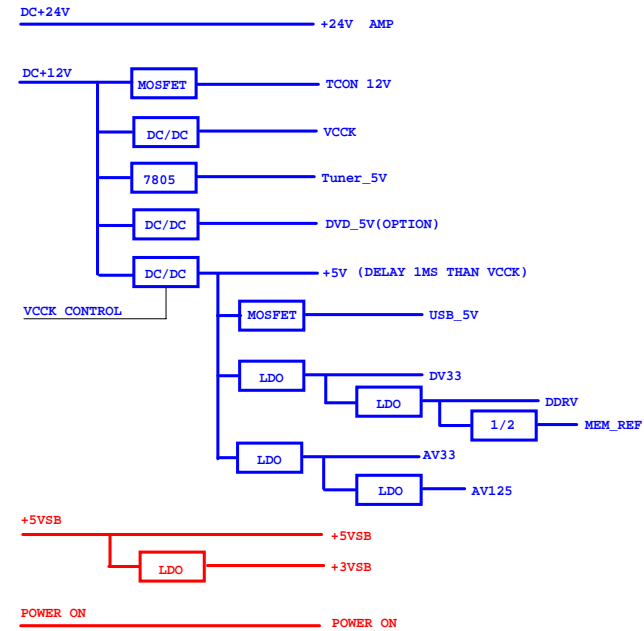 DC+24V
+24V AMP
DC+12V
MOSFET
TCON 12V
DC/DC
VCCK
7805
Tuner_5V
DC/DC
DVD_5V(OPTION)
DC/DC
+5V (DELAY 1MS THAN VCCK)
VCCK CONTROL
MOSFET
USB_5V
LDO
DV33
LDO
DDRV
1/2
MEM_REF
LDO
AV33
LDO
AV125
+5VSB
+5VSB
LDO
+3VSB
POWER ON
POWER ON